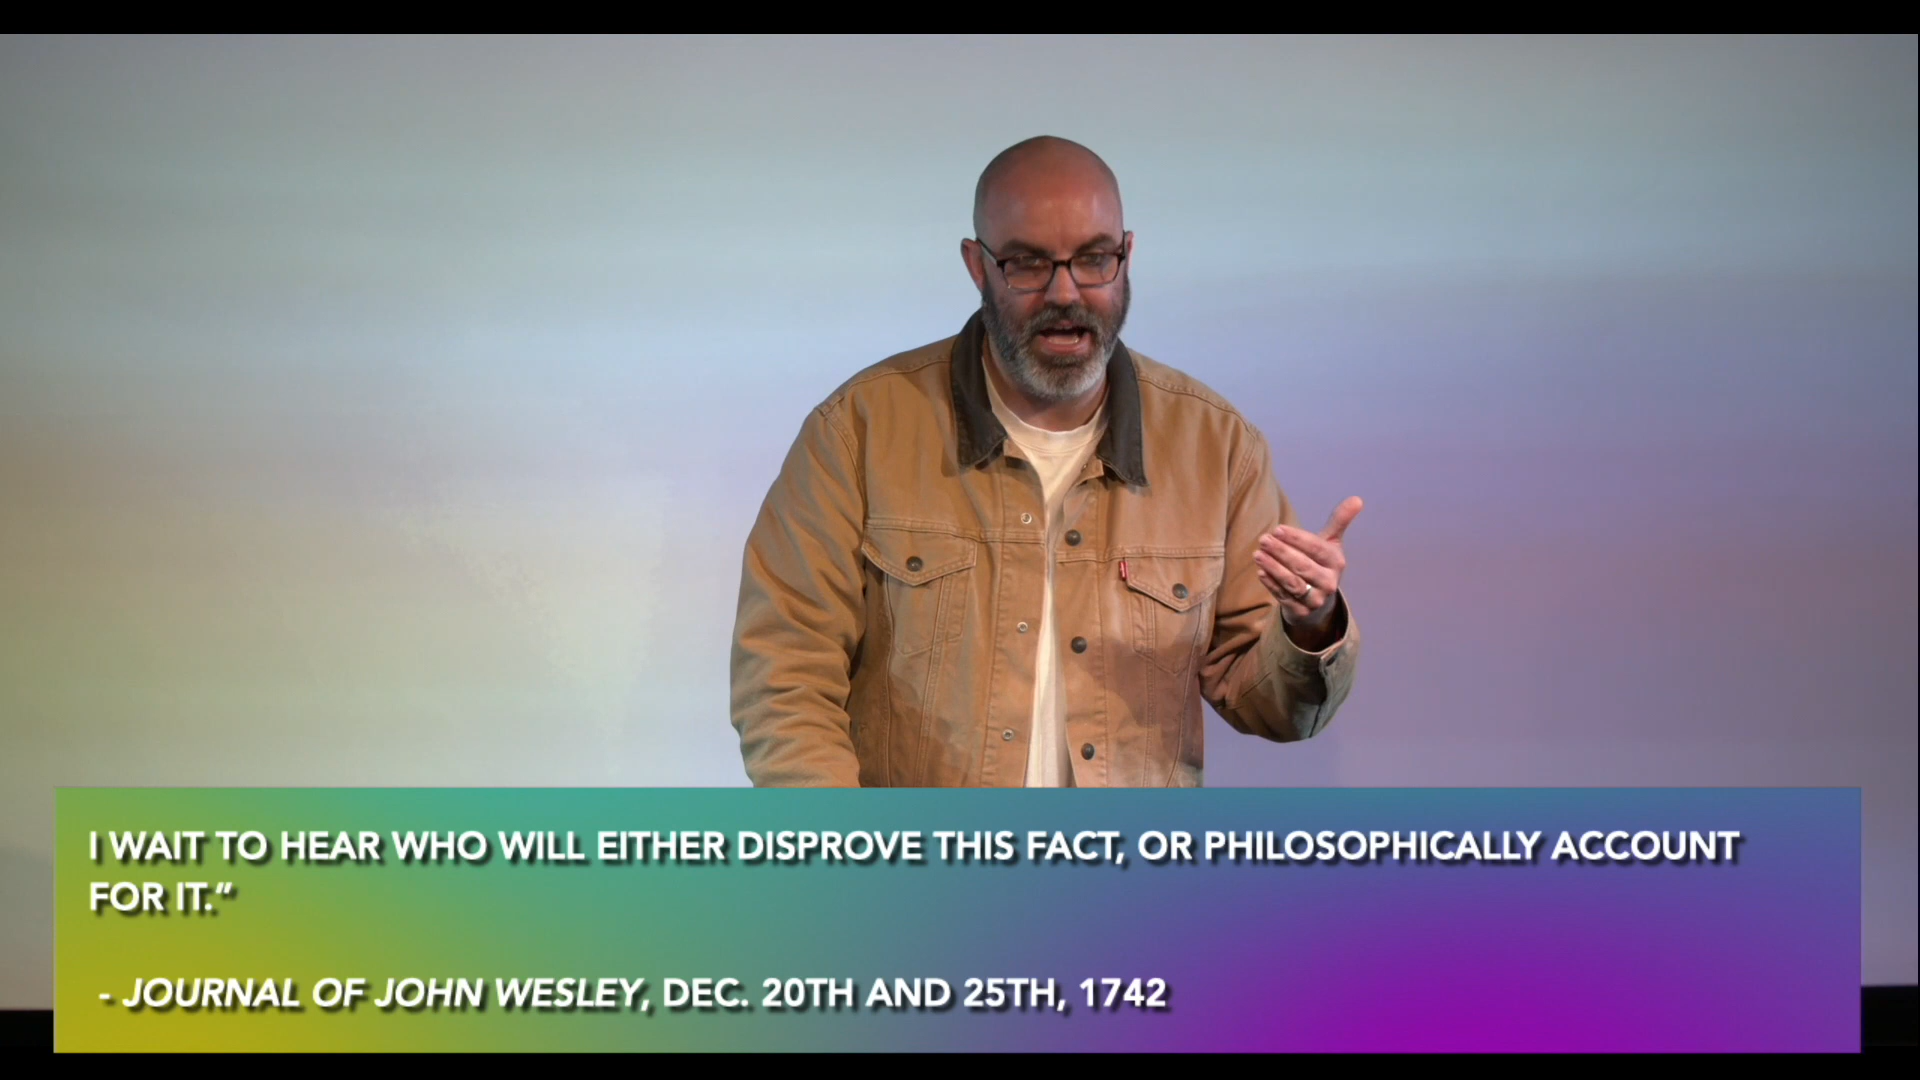 I WAIT TO HEAR WHO WILL EITHER DISPROVE THIS FACT, OR PHILOSOPHICALLY ACCOUNT
FOR IT.”
- JOURNAL OF JOHN WESLEY, DEC. 20TH AND 25TH, 1742